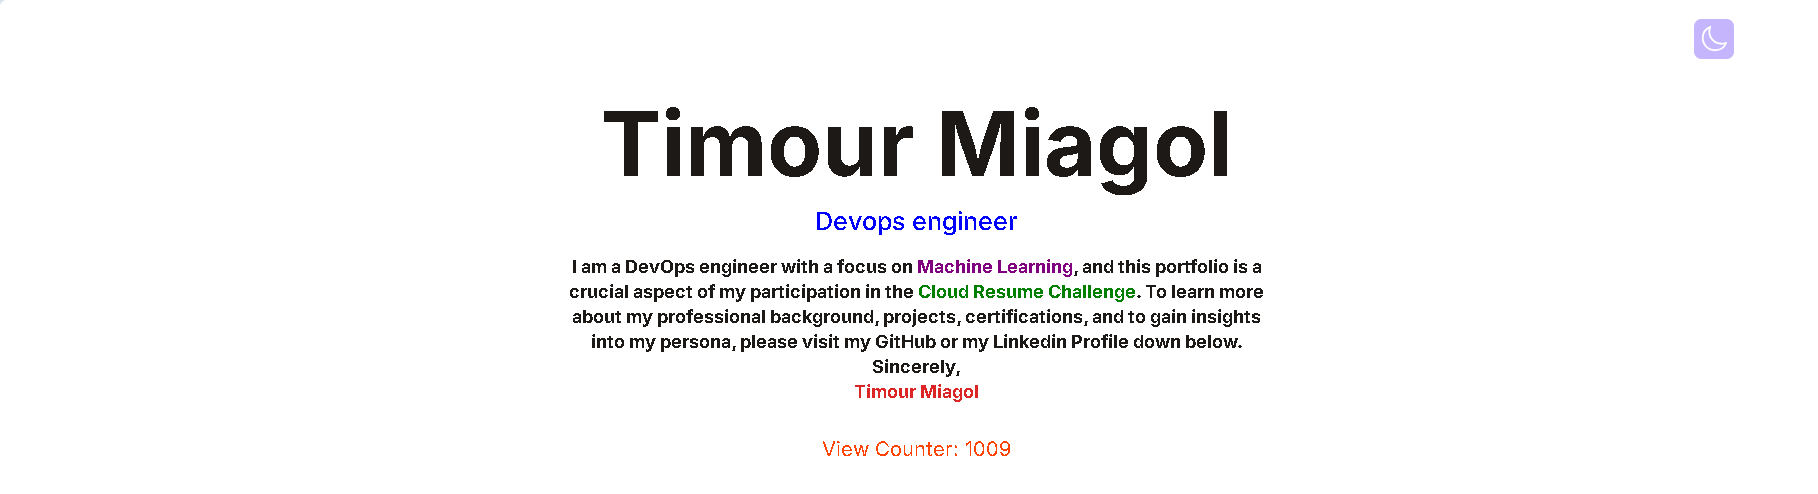 Timour Miagol
Devops engineer
I am a DevOps engineer with a focus on Machine Learning, and this portfolio is a
crucial aspect of my participation in the Cloud Resume Challenge. To learn more
about my professional background, projects, certifications, and to gain insights
into my persona, please visit my GitHub or my Linkedin Profile down below.
Sincerely,
Timour Miagol
View Counter: 1009